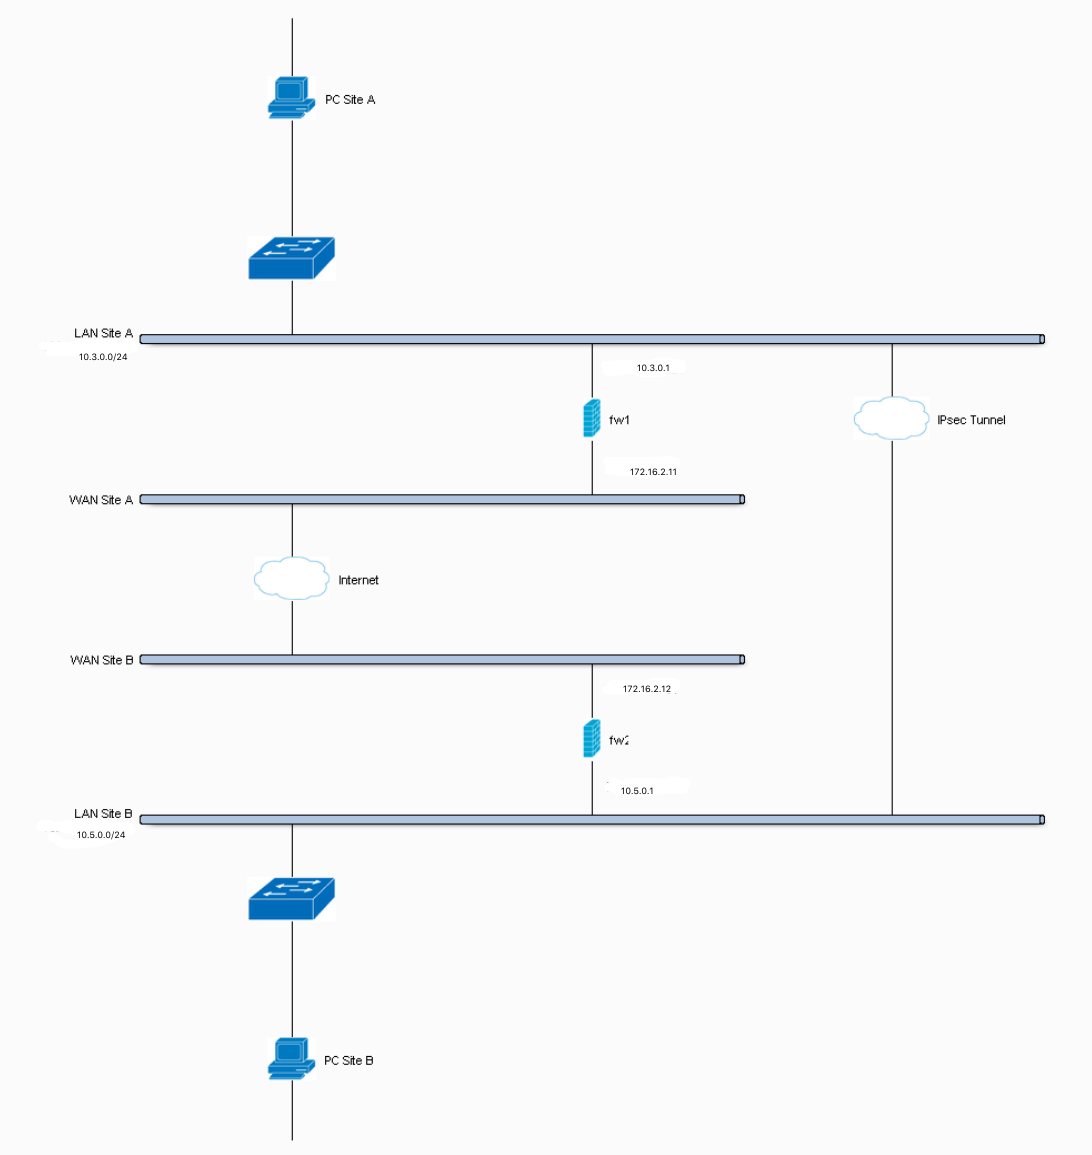 PC Site A
LAN Site A
10.3.0.0/24
10.3.0.1
fw1
IPsec Tunnel
172.16.2.11
WAN Site A
Internet
WAN Site B
172.16.2.12
fw2
10.5.0.1
LAN Site B
10.5.0.0/24
PC Site B